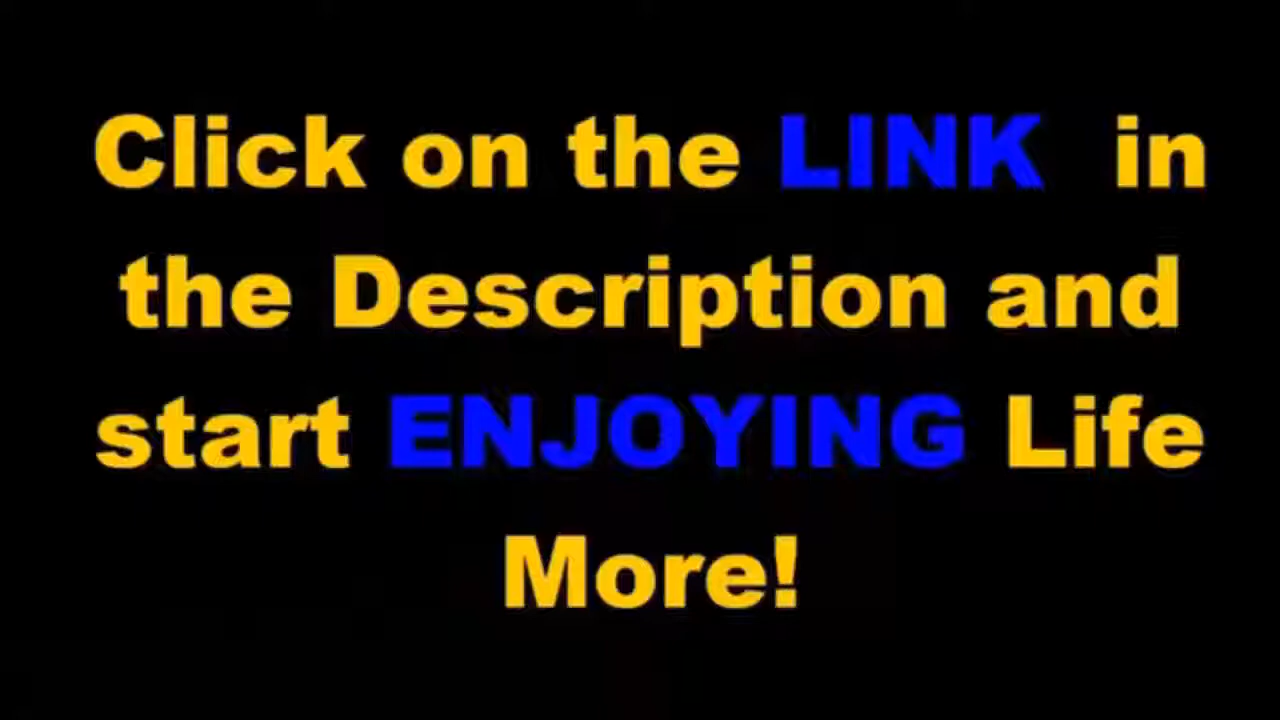 Click on the LINK in
the Description and
start ENJOYING Life
More!